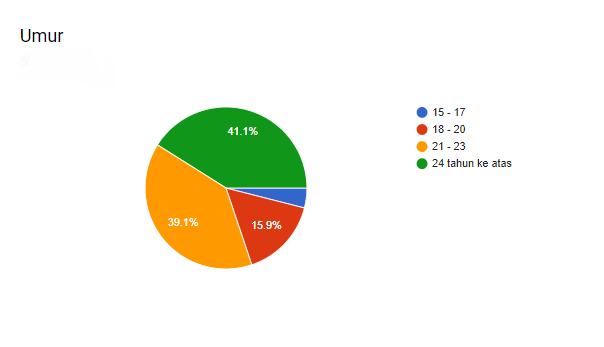 Umur
41.1%
39.1%
15.9%
15 - 17
18 - 20
21 - 23
24 tahun ke atas